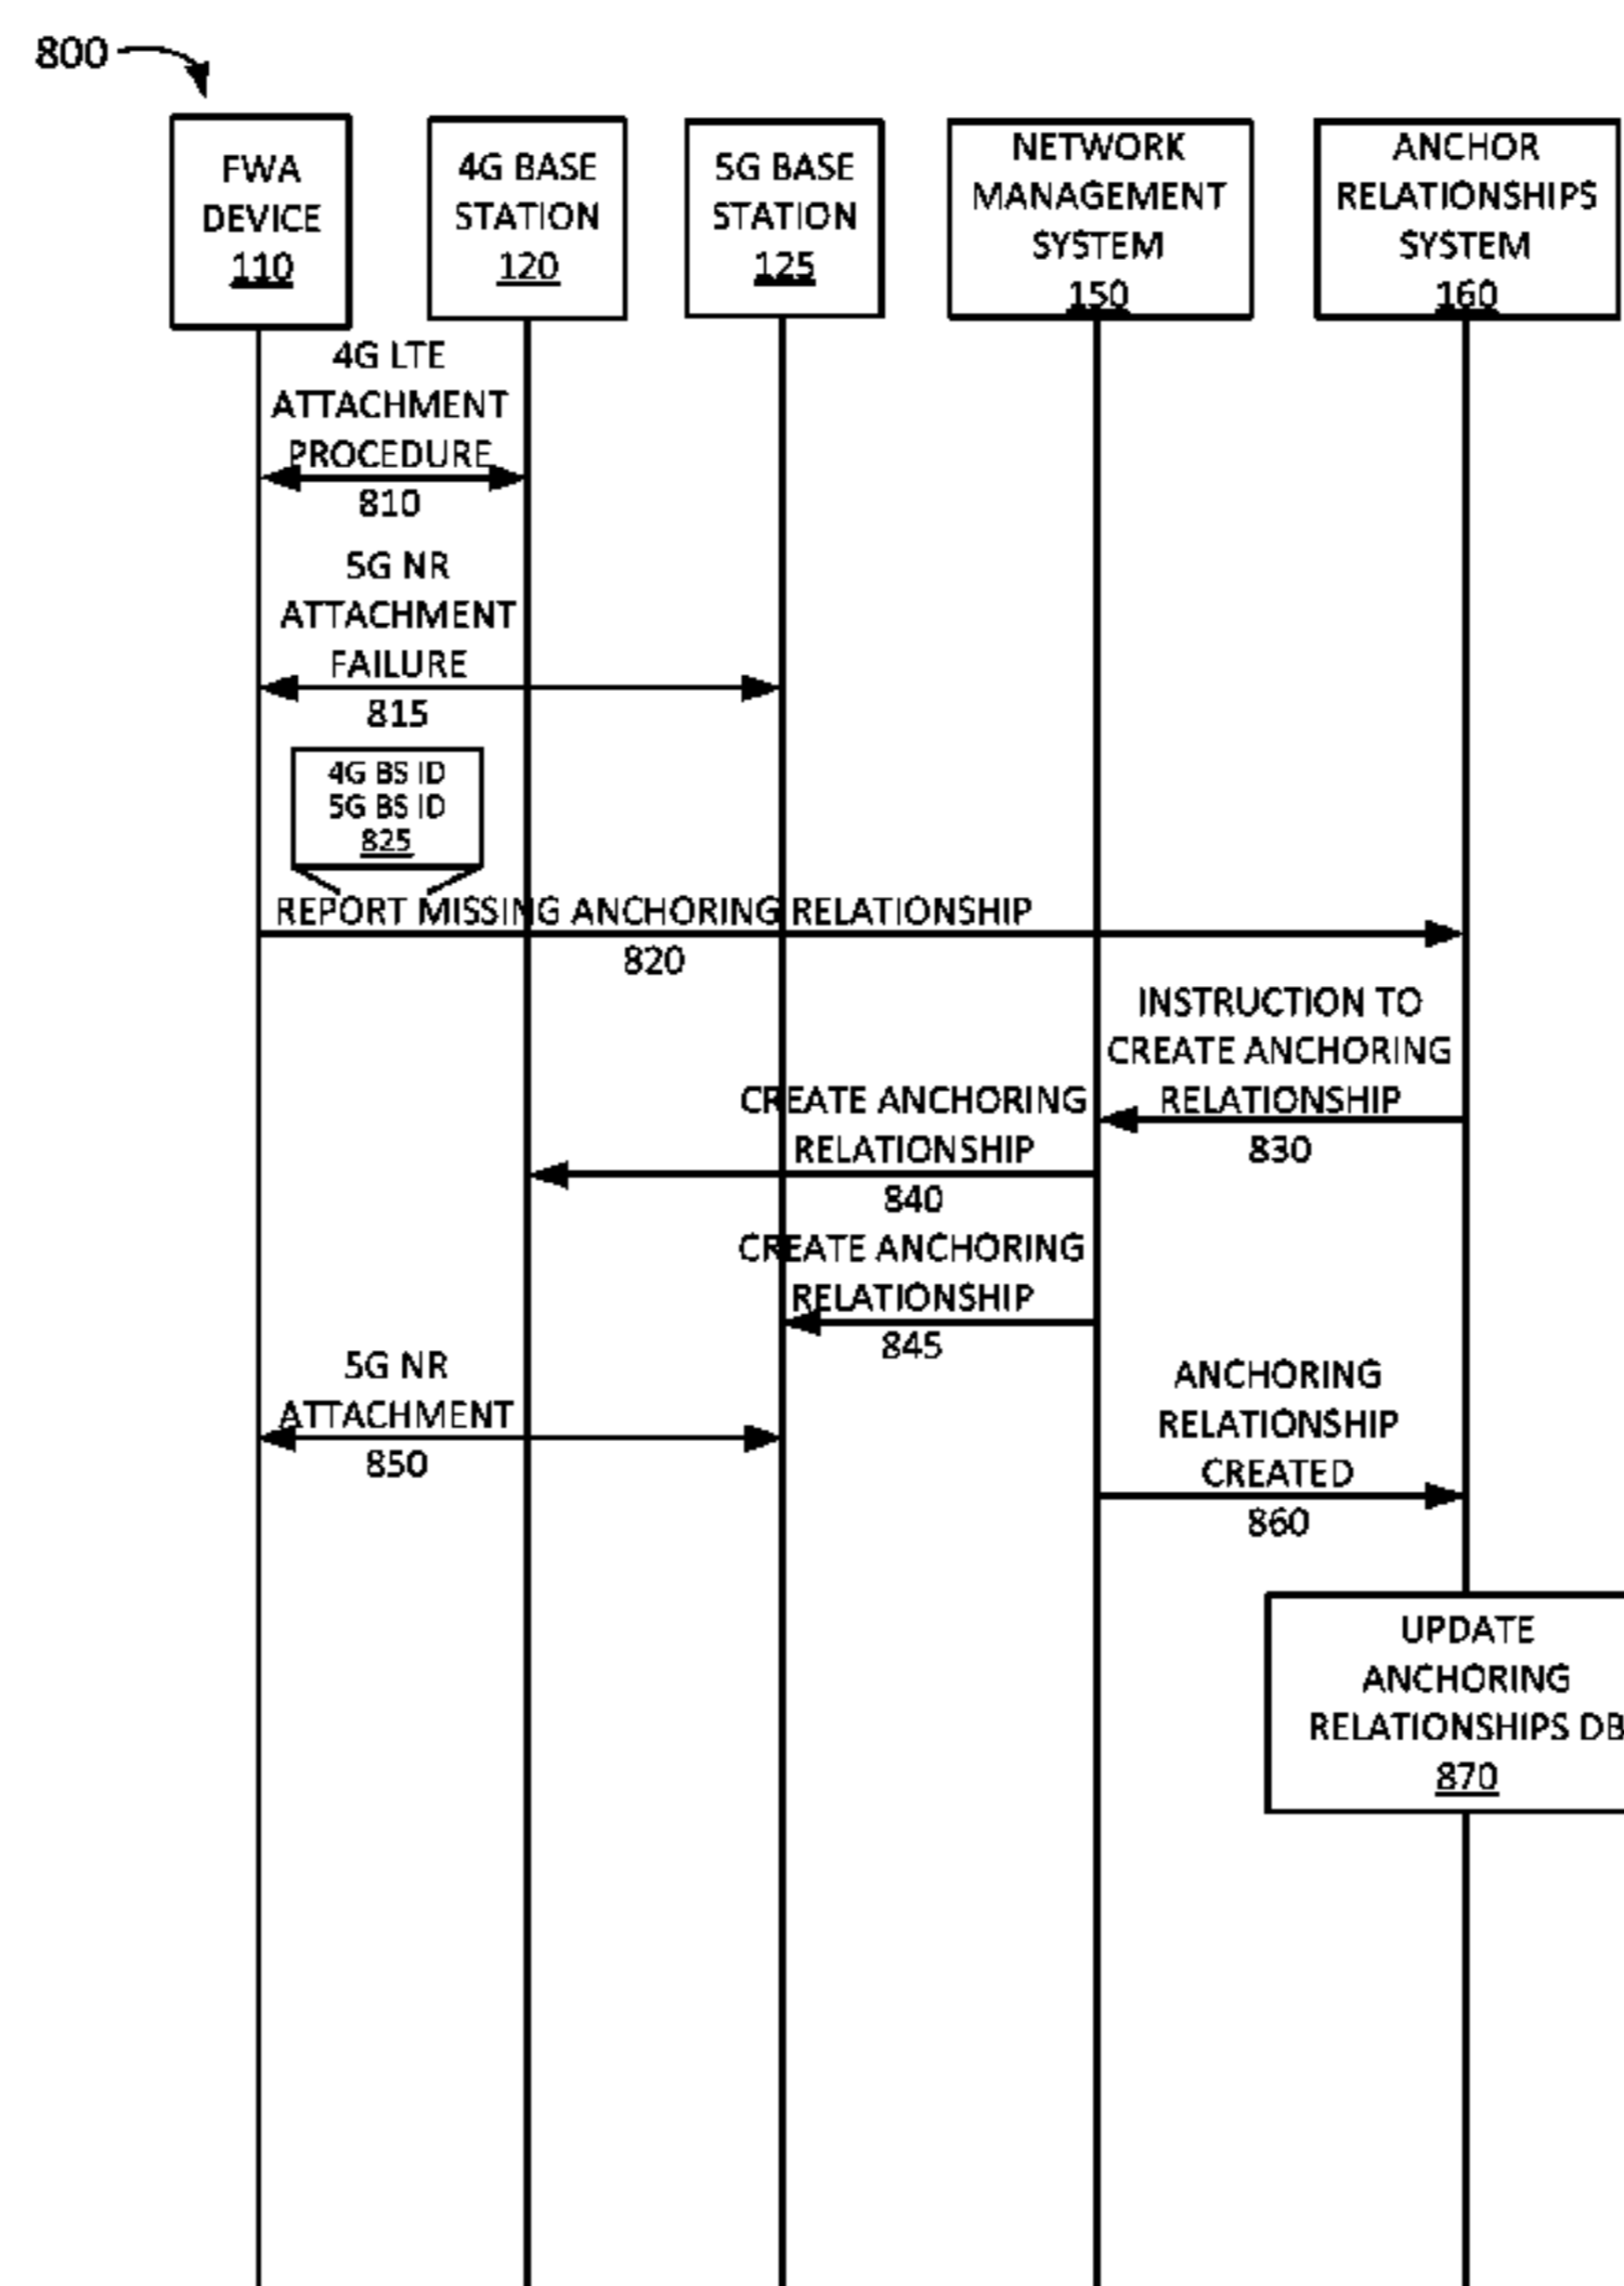 800
FWA
DEVICE
110
4G BASE
STATION
120
5G BASE
STATION
125
NETWORK
MANAGEMENT
SYSTEM
150
ANCHOR
RELATIONSHIPS
SYSTEM
160
4G LTE
ATTACHMENT
PROCEDURE
810
5G NR
ATTACHMENT
FAILURE
815
4G BS ID
5G BS ID
825
REPORT MISSING ANCHORING RELATIONSHIP
820
INSTRUCTION TO
CREATE ANCHORING
RELATIONSHIP
830
CREATE ANCHORING
RELATIONSHIP
840
CREATE ANCHORING
RELATIONSHIP
845
5G NR
ATTACHMENT
850
ANCHORING
RELATIONSHIP
CREATED
860
UPDATE
ANCHORING
RELATIONSHIPS DB
870